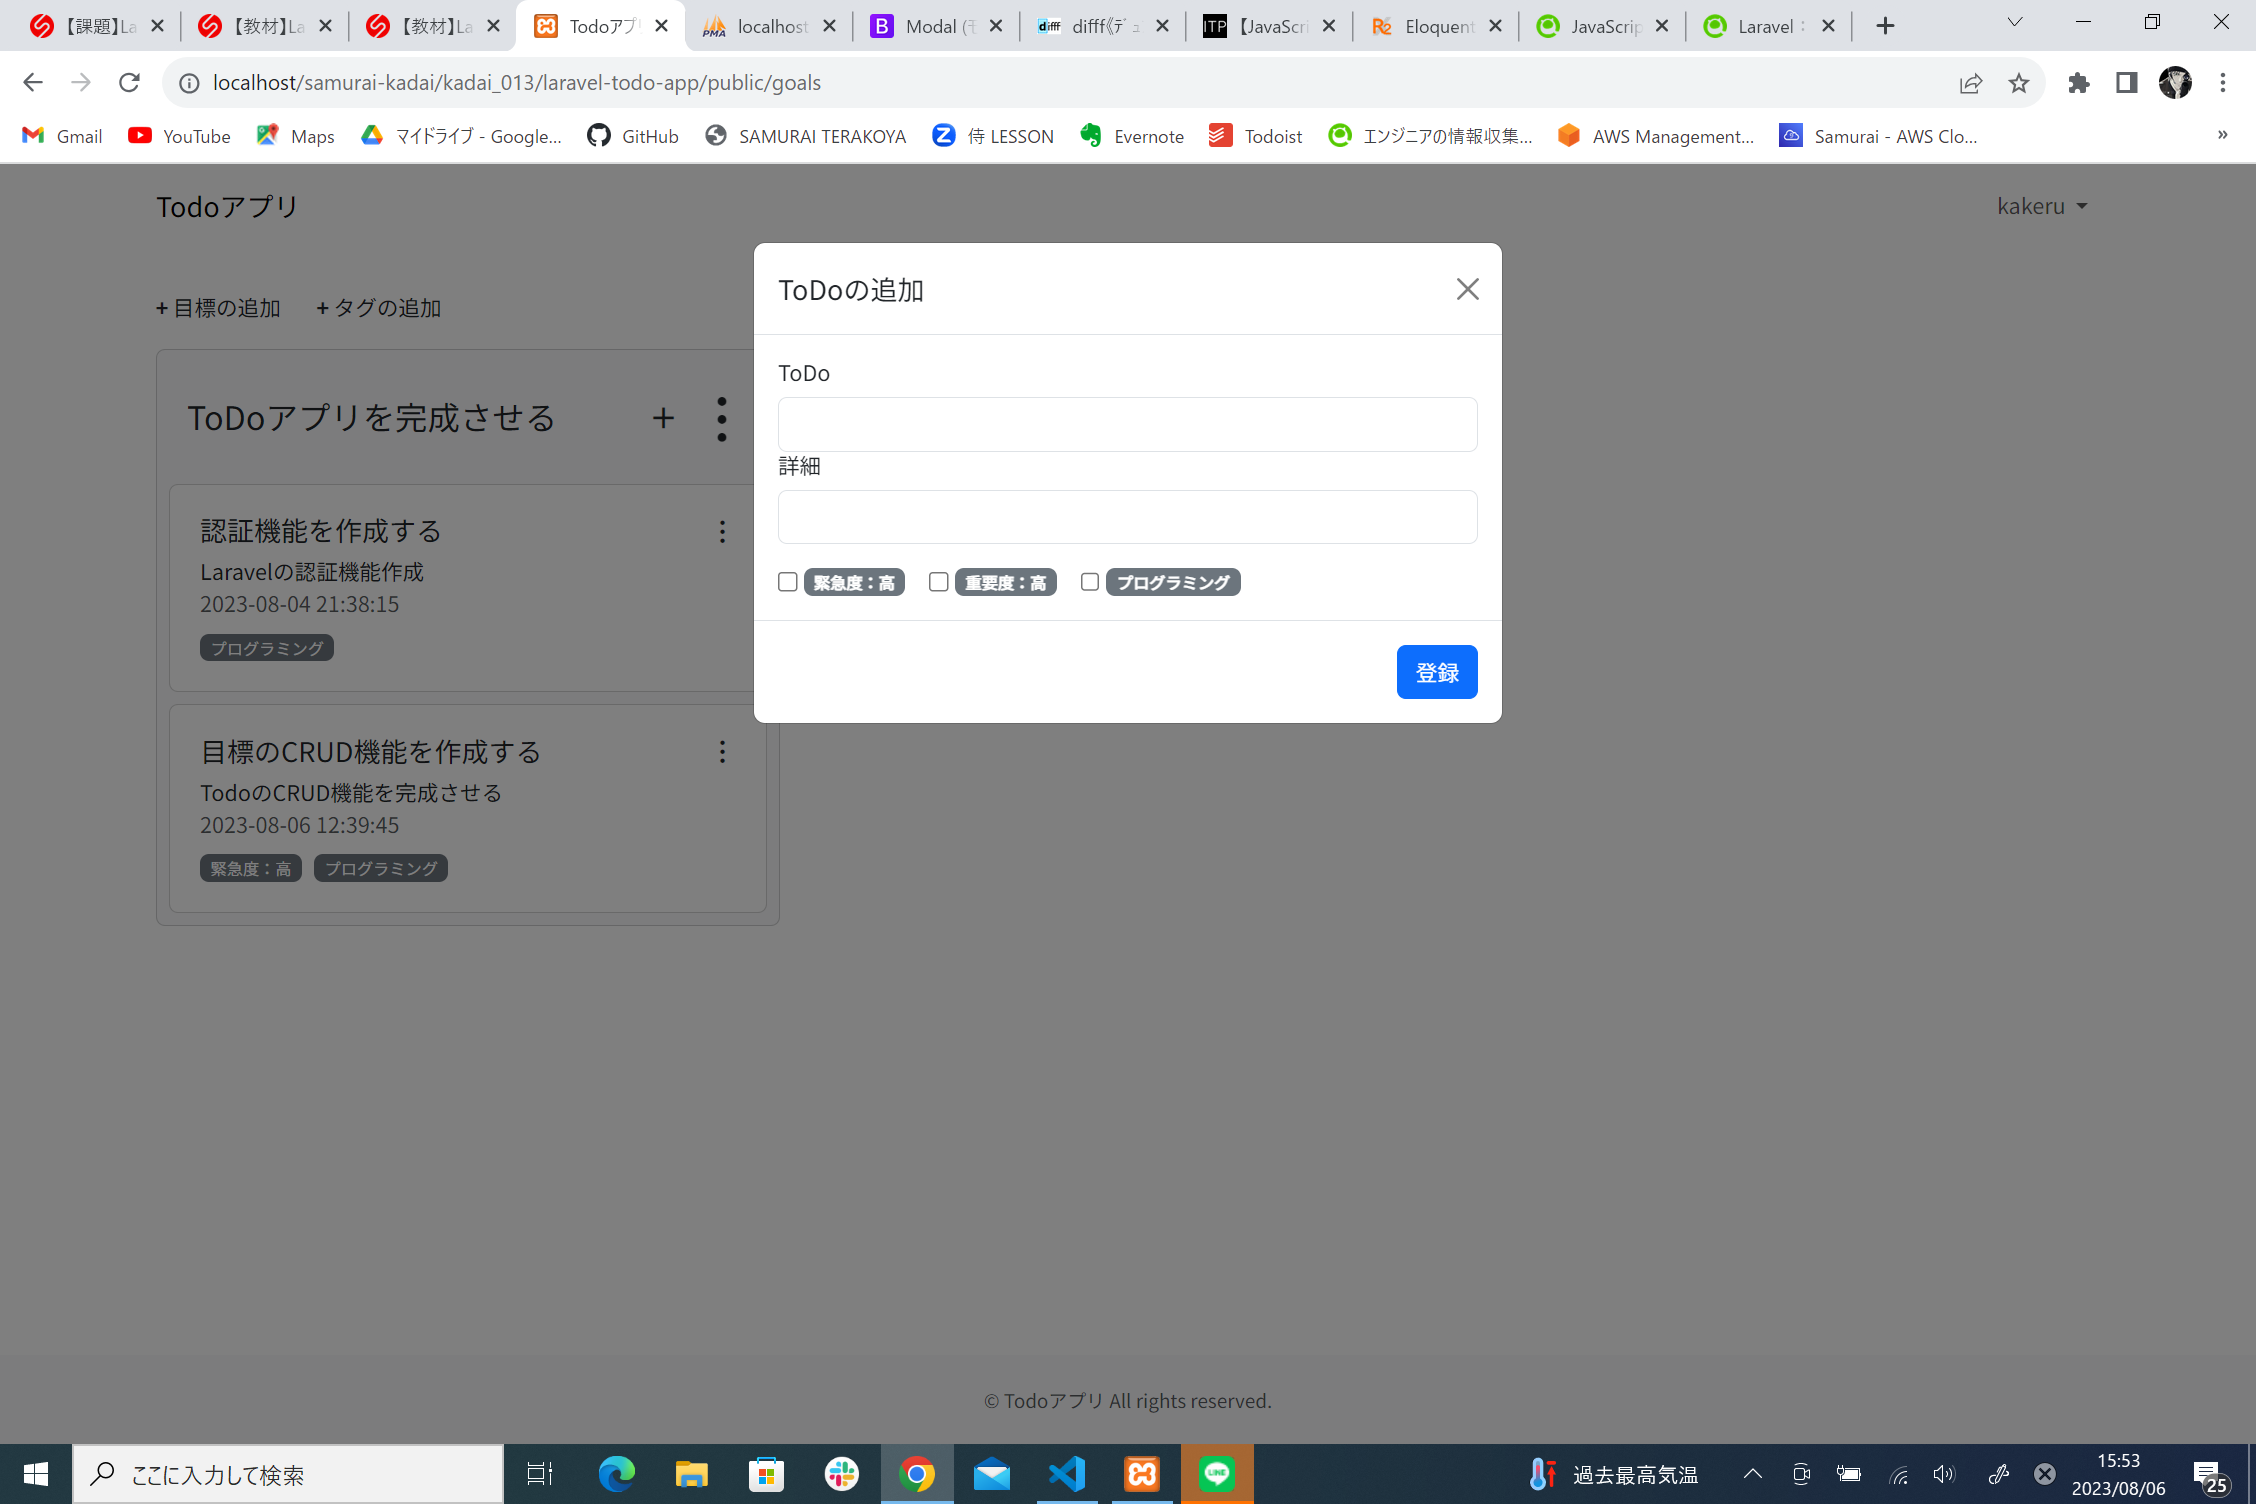 【課題】La
【教材】La
【教材】La
Todoアプ
localhost
Modal (モ
difff《ﾃﾞｭ
【JavaScri
Eloquent
JavaScrip
Laravel：
localhost/samurai-kadai/kadai_013/laravel-todo-app/public/goals
Gmail
YouTube
Maps
マイドライブ - Google...
GitHub
SAMURAI TERAKOYA
侍 LESSON
Evernote
Todoist
エンジニアの情報収集...
AWS Management...
Samurai - AWS Clo...
»
Todoアプリ
kakeru
+ 目標の追加
+ タグの追加
ToDoアプリを完成させる
認証機能を作成する
Laravelの認証機能作成
2023-08-04 21:38:15
プログラミング
目標のCRUD機能を作成する
TodoのCRUD機能を完成させる
2023-08-06 12:39:45
緊急度：高 プログラミング
ToDoの追加
ToDo
詳細
緊急度：高 重要度：高 プログラミング
登録
© Todoアプリ All rights reserved.
ここに入力して検索
過去最高気温
15:53
2023/08/06
25